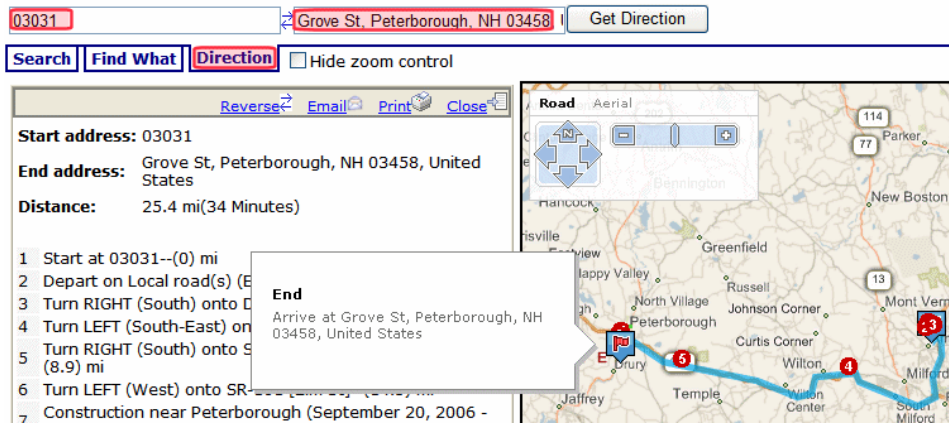 03031 Grove St, Peterborough, NH 03458, Get Direction
Search Find What Direction Hide zoom control
Reverse Email Print Close
Start address: 03031
End address: Grove St, Peterborough, NH 03458, United
States
Distance: 25.4 mi(34 Minutes)
1 Start at 03031--(0) mi
2 Depart on Local road(s) (E
3 Turn RIGHT (South) onto D
4 Turn LEFT (South-East) on
5 Turn RIGHT (South) onto S
(8.9) mi
6 Turn LEFT (West) onto SR-
7 Construction near Peterborough (September 20, 2006 -
End
Arrive at Grove St, Peterborough, NH
03458, United States
Road Aerial
N
114
77
Parker
Bennington
Hancock
New Boston
Greenfield
Happy Valley
Russell
13
North Village
Johnson Corner
Mont Vern
Peterborough
3
Curtis Corner
E
Drury
5
Wilton
4
Milford
Temple
Wilton
Center
Jaffrey
South
Milford